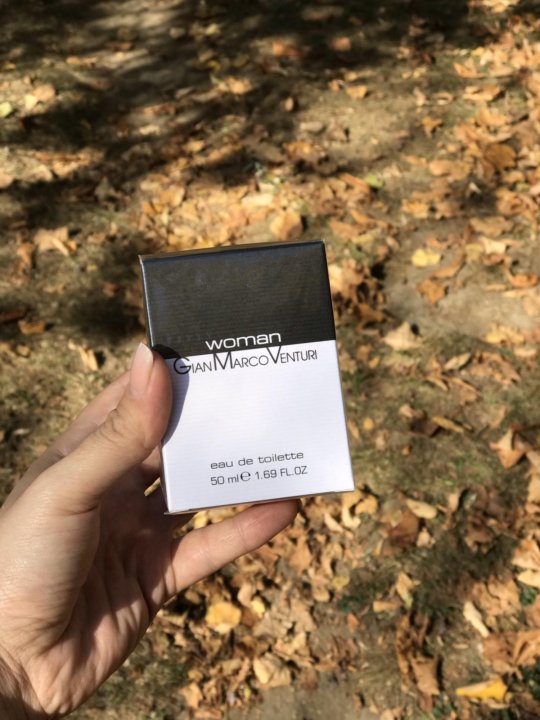 woman
GIANMARCOVENTURI
eau de toilette
50 ml℮ 1.69 FL.OZ